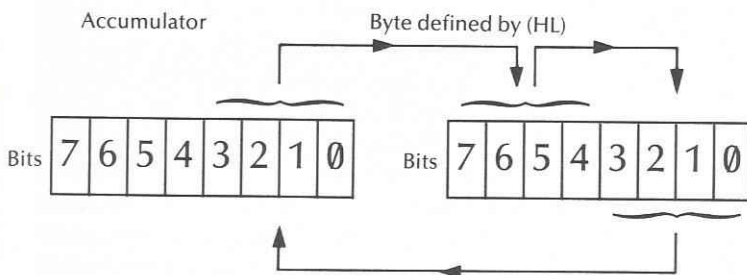 Accumulator Byte defined by (HL)
Bits 7 6 5 4 3 2 1 0 Bits 7 6 5 4 3 2 1 0